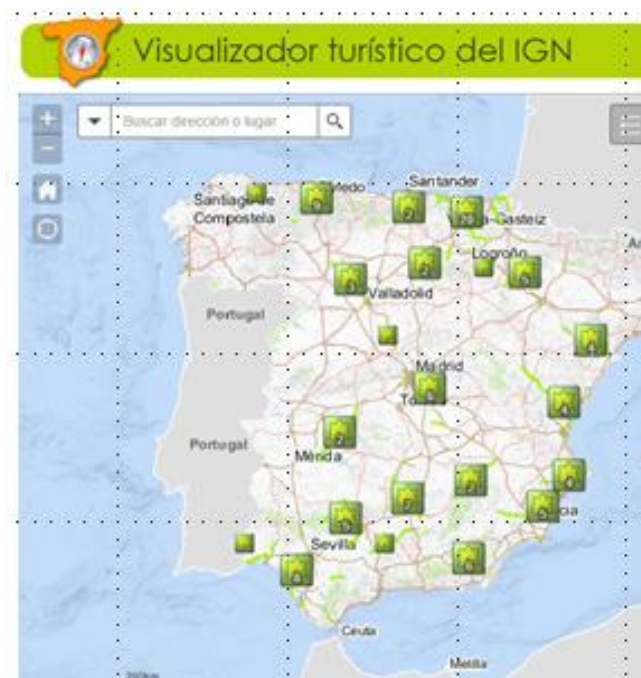 Visualizador turístico del IGN
Buscar dirección o lugar
Santander
Santiago de
Compostela
Logroño
Valladolid
Portugal
Madrid
Portugal
Mérida
Sevilla
Ceuta
Melilla